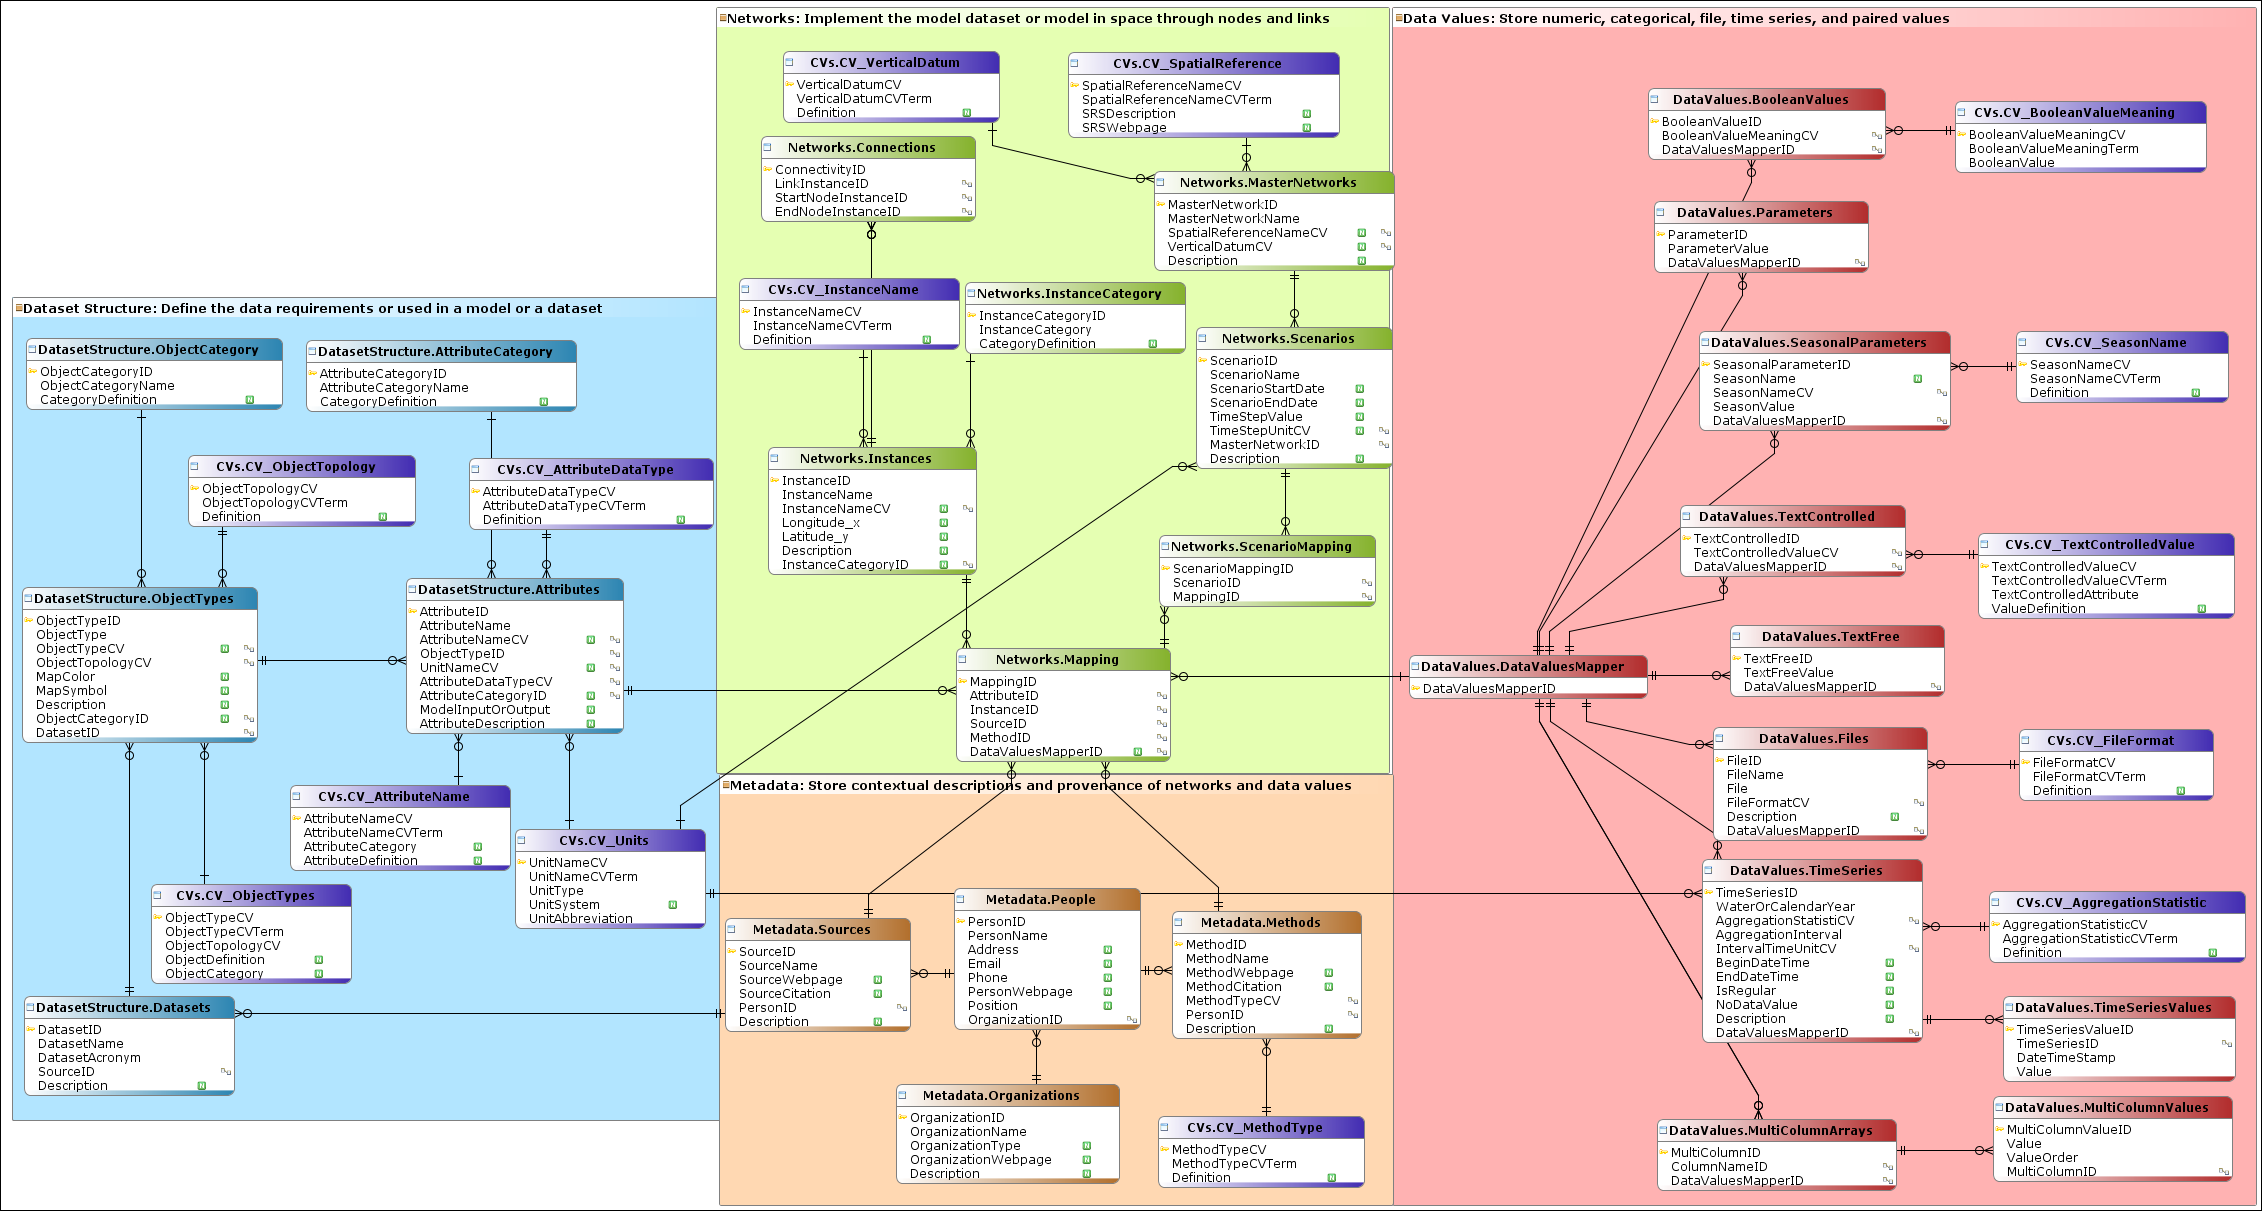 Networks: Implement the model dataset or model in space through nodes and links
CVs.CV_VerticalDatum
VerticalDatumCV
VerticalDatumCVTerm
Definition
CVs.CV_SpatialReference
SpatialReferenceNameCV
SpatialReferenceNameCVTerm
SRSDescription
SRSWebpage
Networks.Connections
ConnectivityID
LinkInstanceID
StartNodeInstanceID
EndNodeInstanceID
Networks.MasterNetworks
MasterNetworkID
MasterNetworkName
SpatialReferenceNameCV
VerticalDatumCV
Description
CVs.CV_InstanceName
InstanceNameCV
InstanceNameCVTerm
Definition
Networks.InstanceCategory
InstanceCategoryID
InstanceCategory
CategoryDefinition
Networks.Scenarios
ScenarioID
ScenarioName
ScenarioStartDate
ScenarioEndDate
TimeStepValue
TimeStepUnitCV
MasterNetworkID
Description
Networks.Instances
InstanceID
InstanceName
InstanceNameCV
Longitude_x
Latitude_y
Description
InstanceCategoryID
Networks.ScenarioMapping
ScenarioMappingID
ScenarioID
MappingID
Networks.Mapping
MappingID
AttributeID
InstanceID
SourceID
MethodID
DataValuesMapperID
Dataset Structure: Define the data requirements or used in a model or a dataset
DatasetStructure.ObjectCategory
ObjectCategoryID
ObjectCategoryName
CategoryDefinition
DatasetStructure.AttributeCategory
AttributeCategoryID
AttributeCategoryName
CategoryDefinition
CVs.CV_ObjectTopology
ObjectTopologyCV
ObjectTopologyCVTerm
Definition
CVs.CV_AttributeDataType
AttributeDataTypeCV
AttributeDataTypeCVTerm
Definition
DatasetStructure.ObjectTypes
ObjectTypeID
ObjectType
ObjectTypeCV
ObjectTopologyCV
MapColor
MapSymbol
Description
ObjectCategoryID
DatasetID
DatasetStructure.Attributes
AttributeID
AttributeName
AttributeNameCV
ObjectTypeID
UnitNameCV
AttributeDataTypeCV
AttributeCategoryID
ModelInputOrOutput
AttributeDescription
CVs.CV_AttributeName
AttributeNameCV
AttributeNameCVTerm
AttributeCategory
AttributeDefinition
CVs.CV_Units
UnitNameCV
UnitNameCVTerm
UnitType
UnitSystem
UnitAbbreviation
CVs.CV_ObjectTypes
ObjectTypeCV
ObjectTypeCVTerm
ObjectTopologyCV
ObjectDefinition
ObjectCategory
DatasetStructure.Datasets
DatasetID
DatasetName
DatasetAcronym
SourceID
Description
Metadata: Store contextual descriptions and provenance of networks and data values
Metadata.Sources
SourceID
SourceName
SourceWebpage
SourceCitation
PersonID
Description
Metadata.People
PersonID
PersonName
Address
Email
Phone
PersonWebpage
Position
OrganizationID
Metadata.Methods
MethodID
MethodName
MethodWebpage
MethodCitation
MethodTypeCV
PersonID
Description
Metadata.Organizations
OrganizationID
OrganizationName
OrganizationType
OrganizationWebpage
Description
CVs.CV_MethodType
MethodTypeCV
MethodTypeCVTerm
Definition
Data Values: Store numeric, categorical, file, time series, and paired values
DataValues.BooleanValues
BooleanValueID
BooleanValueMeaningCV
DataValuesMapperID
CVs.CV_BooleanValueMeaning
BooleanValueMeaningCV
BooleanValueMeaningTerm
BooleanValue
DataValues.Parameters
ParameterID
ParameterValue
DataValuesMapperID
DataValues.SeasonalParameters
SeasonalParameterID
SeasonName
SeasonNameCV
SeasonValue
DataValuesMapperID
CVs.CV_SeasonName
SeasonNameCV
SeasonNameCVTerm
Definition
DataValues.TextControlled
TextControlledID
TextControlledValueCV
DataValuesMapperID
CVs.CV_TextControlledValue
TextControlledValueCV
TextControlledValueCVTerm
TextControlledAttribute
ValueDefinition
DataValues.DataValuesMapper
DataValuesMapperID
DataValues.TextFree
TextFreeID
TextFreeValue
DataValuesMapperID
DataValues.Files
FileID
FileName
File
FileFormatCV
Description
DataValuesMapperID
CVs.CV_FileFormat
FileFormatCV
FileFormatCVTerm
Definition
DataValues.TimeSeries
TimeSeriesID
WaterOrCalendarYear
AggregationStatisticCV
AggregationInterval
IntervalTimeUnitCV
BeginDateTime
EndDateTime
IsRegular
NoDataValue
Description
DataValuesMapperID
CVs.CV_AggregationStatistic
AggregationStatisticCV
AggregationStatisticCVTerm
Definition
DataValues.TimeSeriesValues
TimeSeriesValueID
TimeSeriesID
DateTimeStamp
Value
DataValues.MultiColumnArrays
MultiColumnID
ColumnNameID
DataValuesMapperID
DataValues.MultiColumnValues
MultiColumnValueID
Value
ValueOrder
MultiColumnID